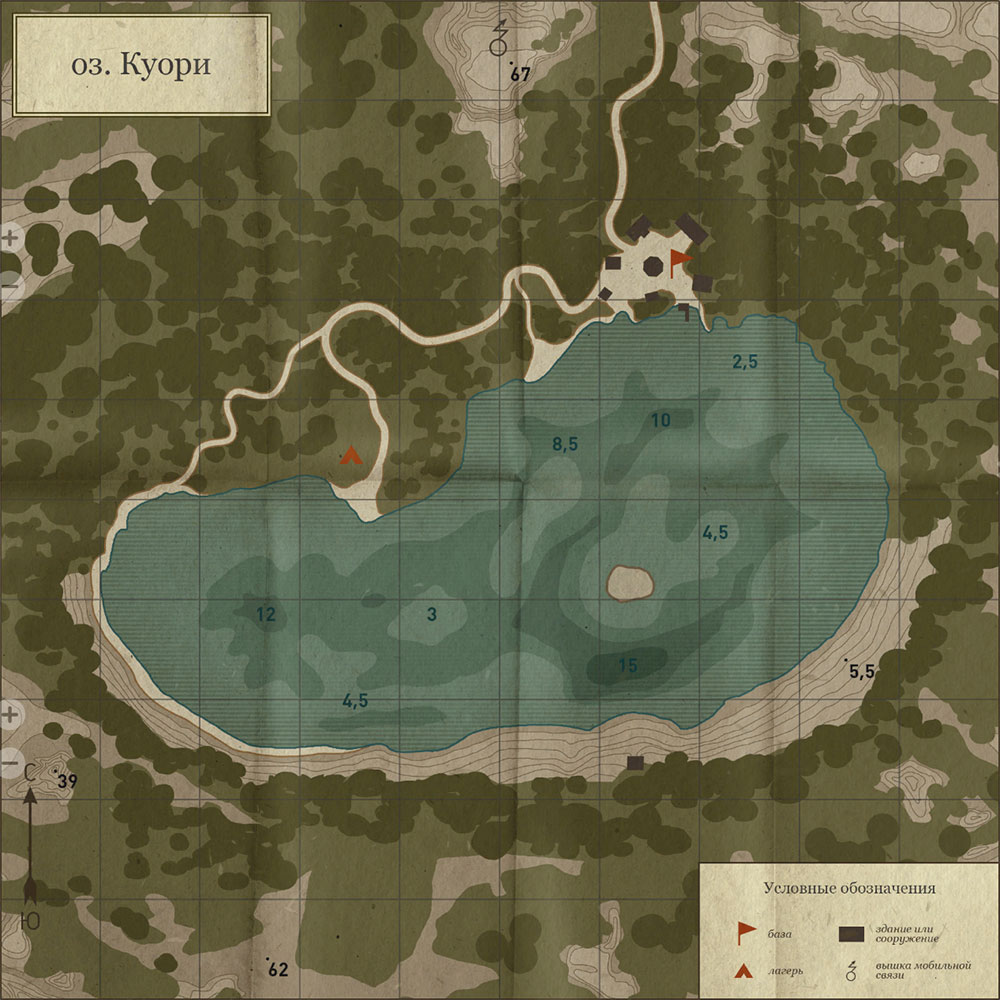 оз. Куори
67
2,5
10
8,5
4,5
12
3
15
5,5
4,5
С
39
Ю
62
Условные обозначения
база
здание или
сооружение
лагерь
вышка мобильной
связи